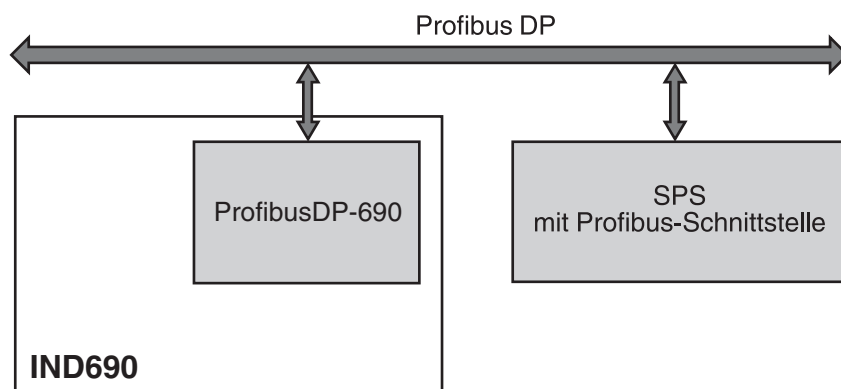 Profibus DP
ProfibusDP-690
SPS
mit Profibus-Schnittstelle
IND690